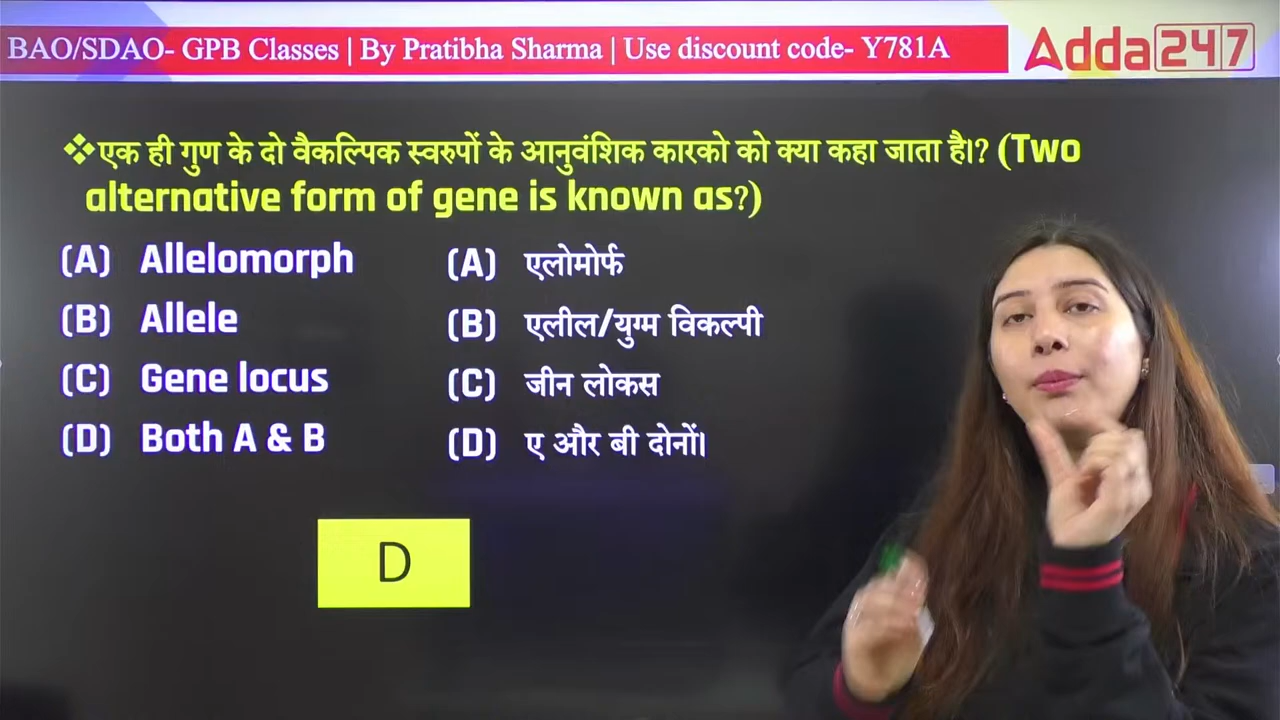 BAO/SDAO- GPB Classes | By Pratibha Sharma | Use discount code- Y781A
Adda247
❖एक ही गुण के दो वैकल्पिक स्वरुपों के आनुवंशिक कारको को क्या कहा जाता है।? (Two
alternative form of gene is known as?)
(A) Allelomorph
(B) Allele
(C) Gene locus
(D) Both A & B
(A) एलोमोर्फ
(B) एलील/युग्म विकल्पी
(C) जीन लोकस
(D) ए और बी दोनों।
D